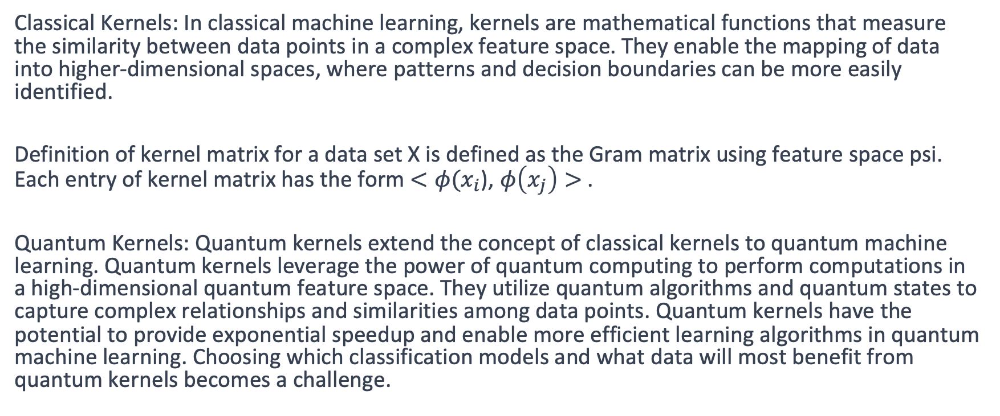 Classical Kernels: In classical machine learning, kernels are mathematical functions that measure
the similarity between data points in a complex feature space. They enable the mapping of data
into higher-dimensional spaces, where patterns and decision boundaries can be more easily
identified.
Definition of kernel matrix for a data set X is defined as the Gram matrix using feature space psi.
Each entry of kernel matrix has the form < 𝜙(𝑥ᵢ), 𝜙(𝑥ⱼ) > .
Quantum Kernels: Quantum kernels extend the concept of classical kernels to quantum machine
learning. Quantum kernels leverage the power of quantum computing to perform computations in
a high-dimensional quantum feature space. They utilize quantum algorithms and quantum states to
capture complex relationships and similarities among data points. Quantum kernels have the
potential to provide exponential speedup and enable more efficient learning algorithms in quantum
machine learning. Choosing which classification models and what data will most benefit from
quantum kernels becomes a challenge.